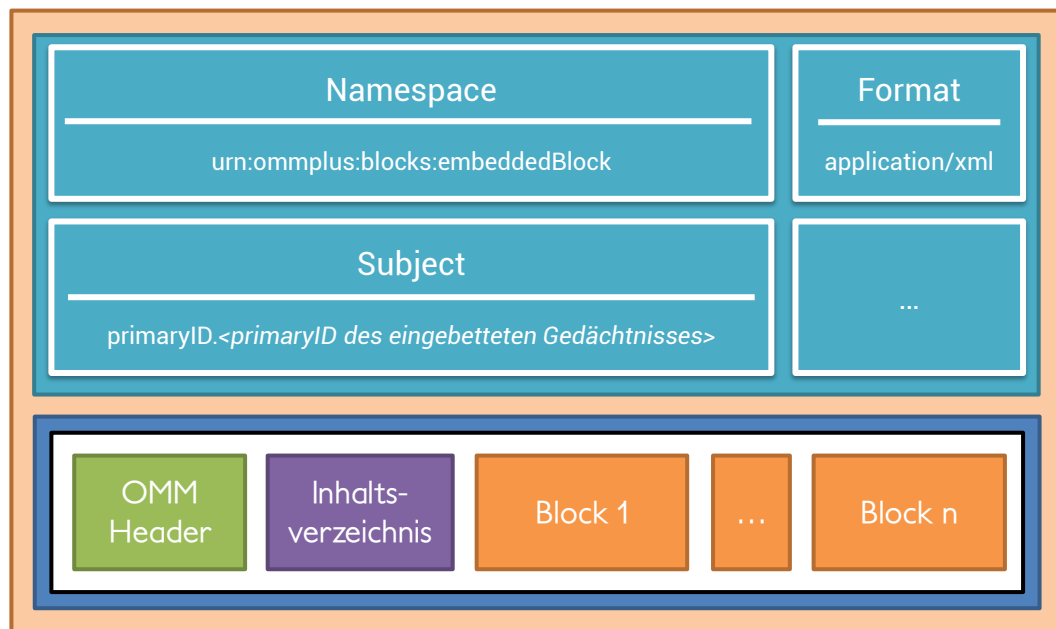 Namespace
urn:ommplus:blocks:embeddedBlock
Format
application/xml
Subject
primaryID.<primaryID des eingebetteten Gedächtnisses>
...
OMM
Header
Inhalts-
verzeichnis
Block 1
...
Block n